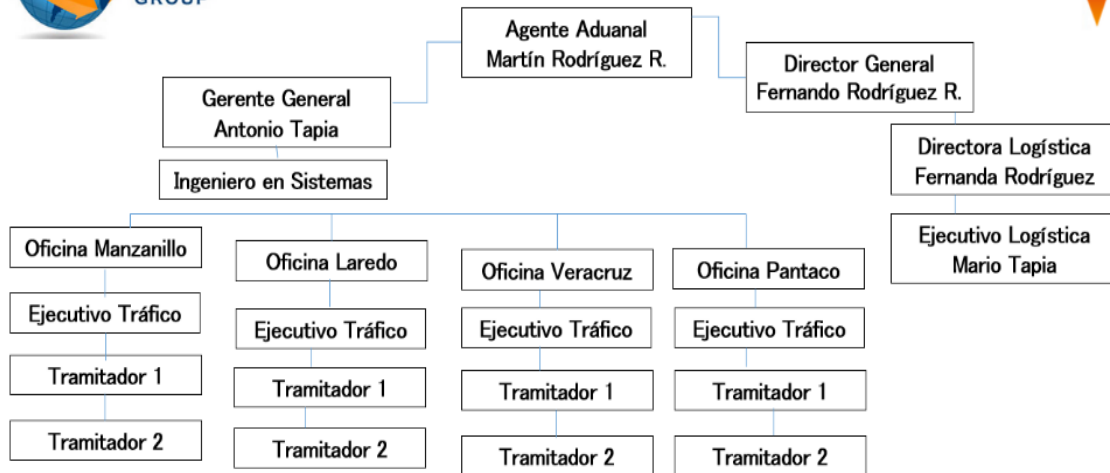 GROUP
Agente Aduanal
Martín Rodríguez R.
Director General
Fernando Rodríguez R.
Gerente General
Antonio Tapia
Directora Logística
Fernanda Rodríguez
Ingeniero en Sistemas
Ejecutivo Logística
Mario Tapia
Oficina Manzanillo
Oficina Laredo
Oficina Veracruz
Oficina Pantaco
Ejecutivo Tráfico
Ejecutivo Tráfico
Ejecutivo Tráfico
Ejecutivo Tráfico
Tramitador 1
Tramitador 1
Tramitador 1
Tramitador 1
Tramitador 2
Tramitador 2
Tramitador 2
Tramitador 2